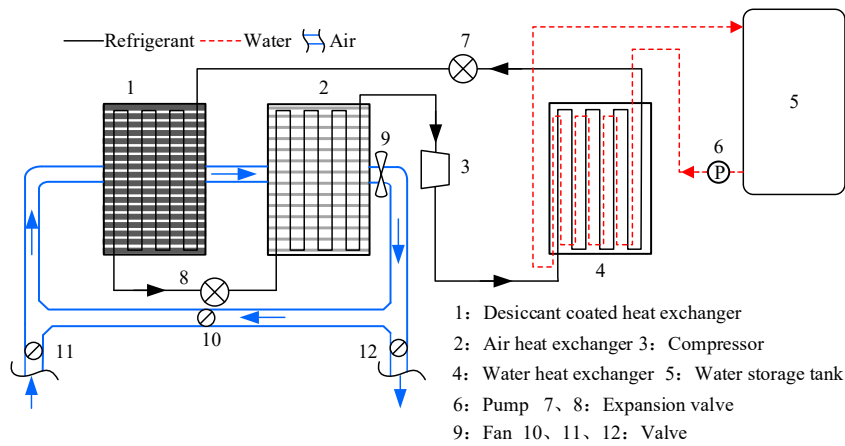 Refrigerant Water Air
7
1
2
9
3
5
6
P
8
4
10
11
12
1：Desiccant coated heat exchanger
2：Air heat exchanger 3：Compressor
4：Water heat exchanger 5：Water storage tank
6：Pump 7、8：Expansion valve
9：Fan 10、11、12：Valve